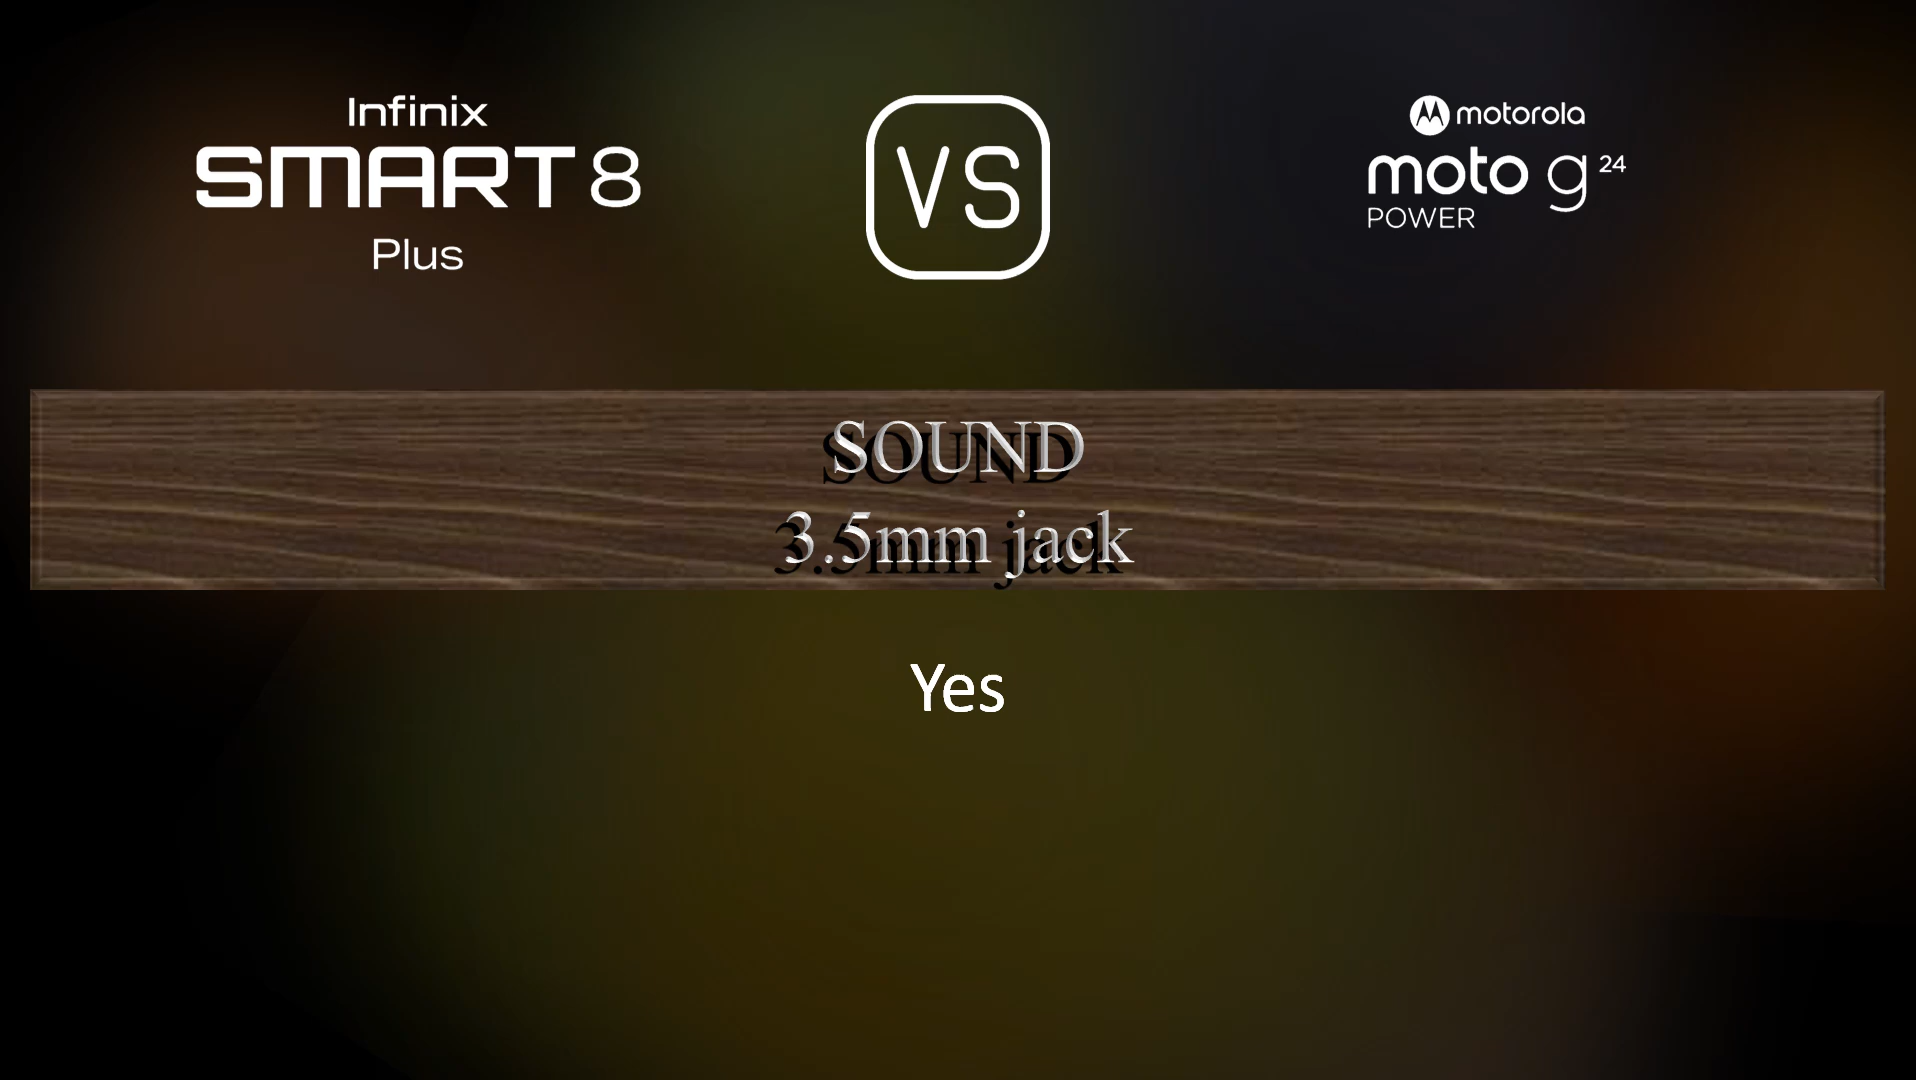 Infinix
SMART 8
Plus
VS
motorola
moto g 24
POWER
SOUND
3.5mm jack
Yes